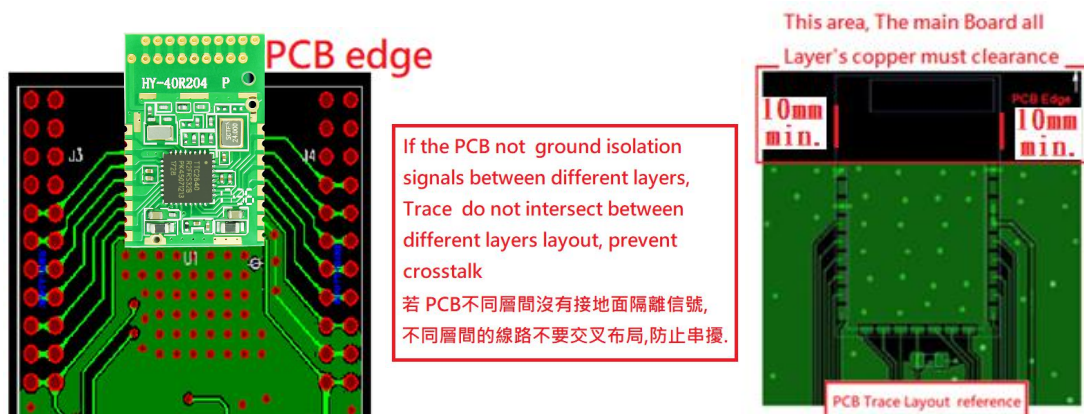 PCB edge
HY-40R204 P
J3
J4
U1
If the PCB not ground isolation
signals between different layers,
Trace do not intersect between
different layers layout, prevent
crosstalk
若 PCB不同層間沒有接地面隔離信號,
不同層間的線路不要交叉布局,防止串擾.
This area, The main Board all
Layer's copper must clearance
PCB Edge
10mm
min.
10mm
min.
PCB Trace Layout reference